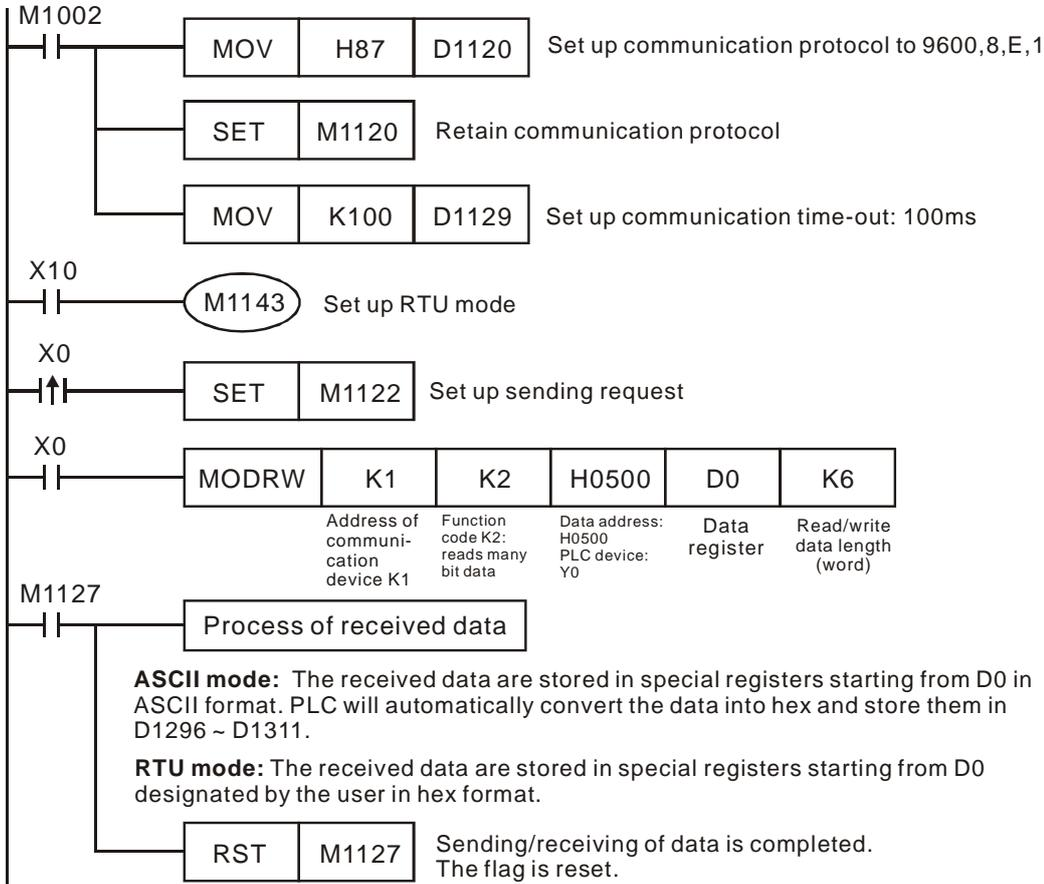 M1002
MOV H87 D1120 Set up communication protocol to 9600,8,E,1
SET M1120 Retain communication protocol
MOV K100 D1129 Set up communication time-out: 100ms
X10
M1143 Set up RTU mode
X0
SET M1122 Set up sending request
X0
MODRW K1 K2 H0500 D0 K6
Address of
communi-
cation
device K1
Function
code K2:
reads many
bit data
Data address:
H0500
PLC device:
Y0
Data
register
Read/write
data length
(word)
M1127
Process of received data
ASCII mode: The received data are stored in special registers starting from D0 in
ASCII format. PLC will automatically convert the data into hex and store them in
D1296 ~ D1311.
RTU mode: The received data are stored in special registers starting from D0
designated by the user in hex format.
RST M1127 Sending/receiving of data is completed.
The flag is reset.